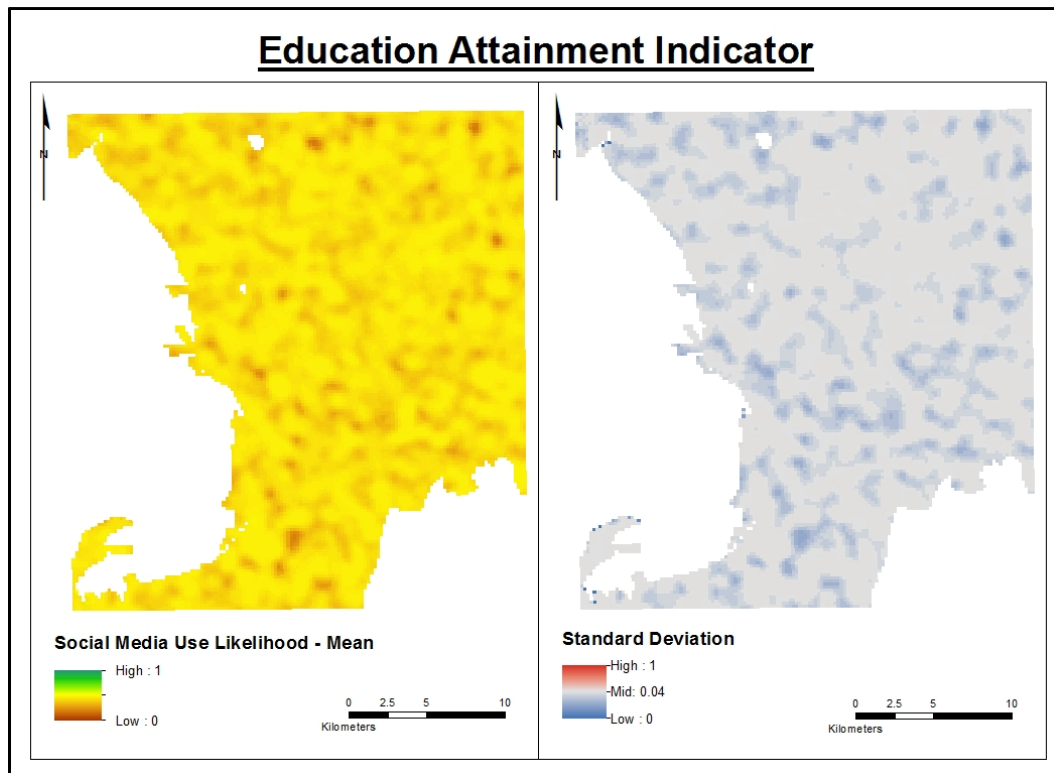 Education Attainment Indicator
N
Social Media Use Likelihood - Mean
High : 1
Low : 0
0 2.5 5 10
Kilometers
N
Standard Deviation
High : 1
Mid: 0.04
Low : 0
0 2.5 5 10
Kilometers